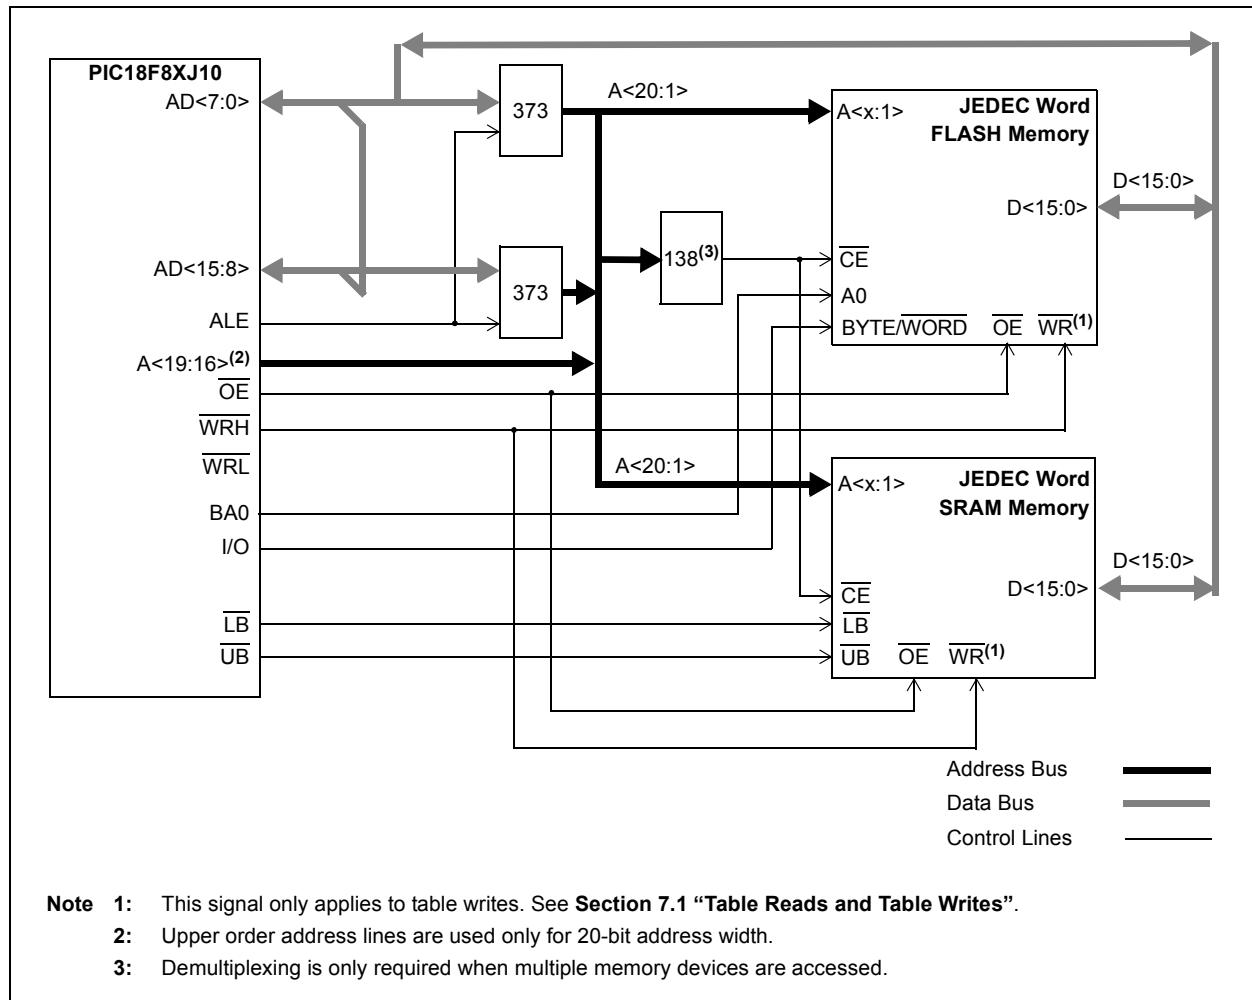 PIC18F8XJ10
AD<7:0>
AD<15:8>
ALE
A<19:16>(2)
OE
WRH
WRL
BA0
I/O
LB
UB
373
373
138(3)
A<20:1>
A<20:1>
A<x:1>
JEDEC Word
FLASH Memory
D<15:0>
D<15:0>
CE
A0
BYTE/WORD OE WR(1)
A<x:1>
JEDEC Word
SRAM Memory
D<15:0>
D<15:0>
CE
LB
UB OE WR(1)
Address Bus
Data Bus
Control Lines
Note 1: This signal only applies to table writes. See Section 7.1 “Table Reads and Table Writes”.
2: Upper order address lines are used only for 20-bit address width.
3: Demultiplexing is only required when multiple memory devices are accessed.